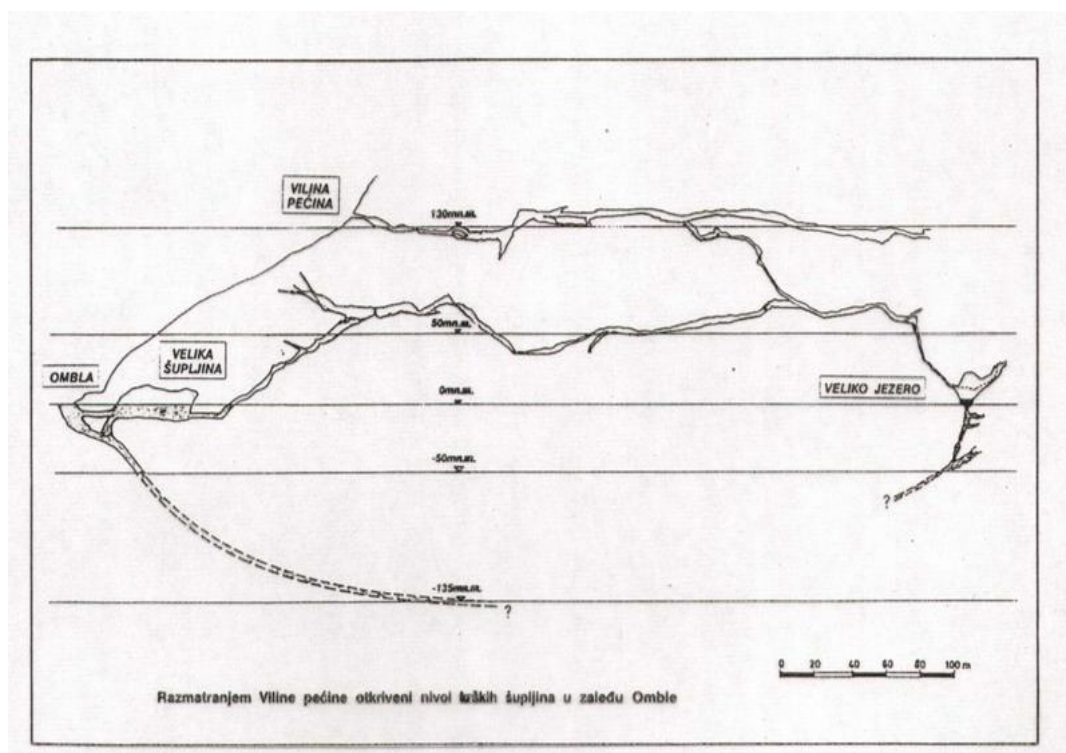 VILINA
PEĆINA
130mn.m.
50mn.m.
VELIKA
ŠUPLJINA
OMBLA
0mn.m.
VELIKO JEZERO
-50mn.m.
?
-135mn.m.
?
0 20 40 60 80 100 m
Razmatranjem Viline pećine otkriveni nivoi krških šupljina u zaleđu Omble